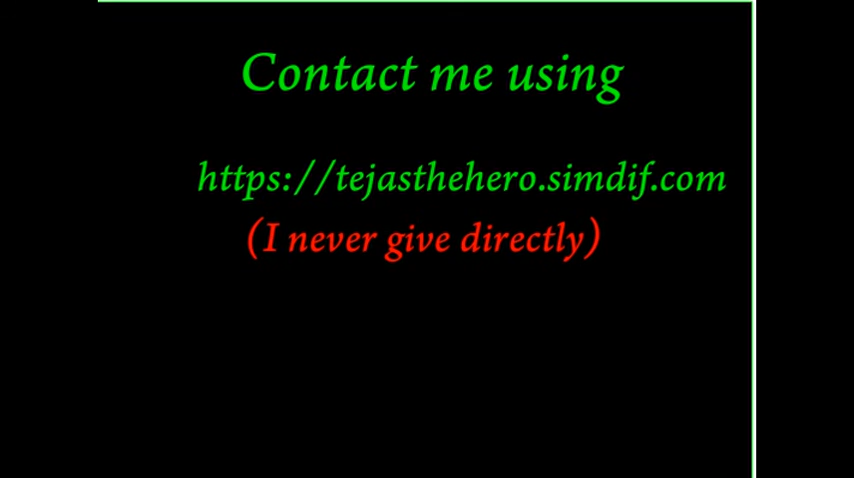 Contact me using
https://tejasthehero.simdif.com
(I never give directly)